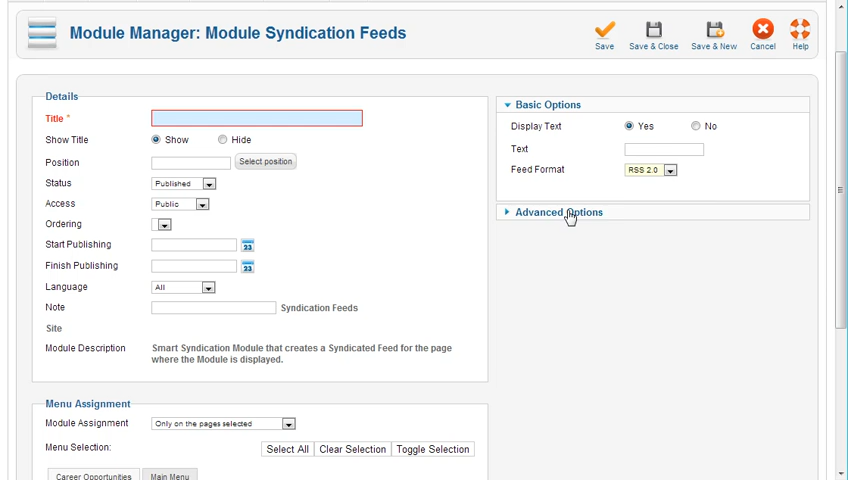 Module Manager: Module Syndication Feeds
Save
Save & Close
Save & New
Cancel
Help
Details
Title *
Show Title
Show
Hide
Position
Select position
Status
Published
Access
Public
Ordering
Start Publishing
23
Finish Publishing
23
Language
All
Note
Syndication Feeds
Site
Module Description
Smart Syndication Module that creates a Syndicated Feed for the page
where the Module is displayed.
Basic Options
Display Text
Yes
No
Text
Feed Format
RSS 2.0
Advanced Options
Menu Assignment
Module Assignment
Only on the pages selected
Menu Selection:
Select All
Clear Selection
Toggle Selection
Career Opportunities
Main Menu